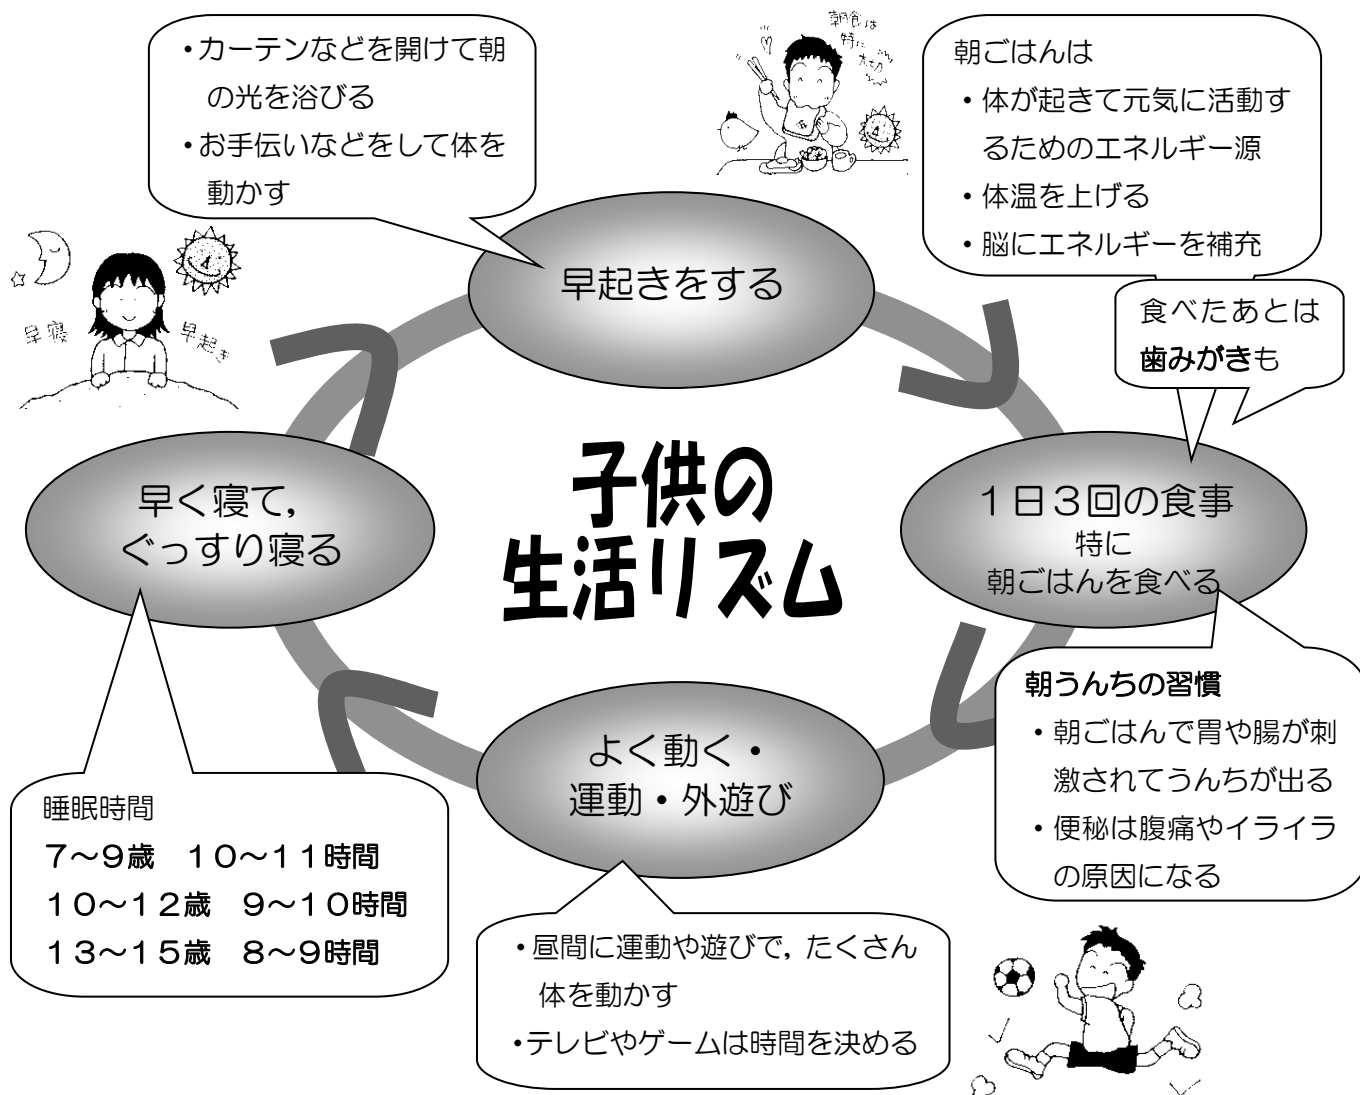 ・カーテンなどを開けて朝
の光を浴びる
・お手伝いなどをして体を
動かす
朝食は
特に
大切
朝ごはんは
・体が起きて元気に活動す
るためのエネルギー源
・体温を上げる
・脳にエネルギーを補充
食べたあとは
歯みがきも
早起きをする
早寝
早起き
子供の
生活リズム
早く寝て，
ぐっすり寝る
１日３回の食事
特に
朝ごはんを食べる
朝うんちの習慣
・朝ごはんで胃や腸が刺
激されてうんちが出る
・便秘は腹痛やイライラ
の原因になる
よく動く・
運動・外遊び
睡眠時間
７～９歳　１０～１１時間
１０～１２歳　９～１０時間
１３～１５歳　８～９時間
・昼間に運動や遊びで，たくさん
体を動かす
・テレビやゲームは時間を決める